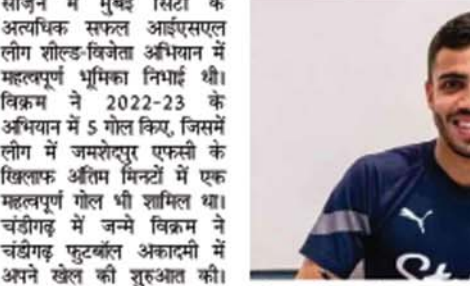 सीज़न में मुंबई सिटी के
अत्यधिक सफल आईएसएल
लीग शील्ड-विजेता अभियान में
महत्वपूर्ण भूमिका निभाई थी।
विक्रम ने 2022-23 के
अभियान में 5 गोल किए, जिसमें
लीग में जमशेदपुर एफसी के
खिलाफ अंतिम मिनटों में एक
महत्वपूर्ण गोल भी शामिल था।
चंडीगढ़ में जन्मे विक्रम ने
चंडीगढ़ फुटबॉल अकादमी में
अपने खेल की शुरुआत की।